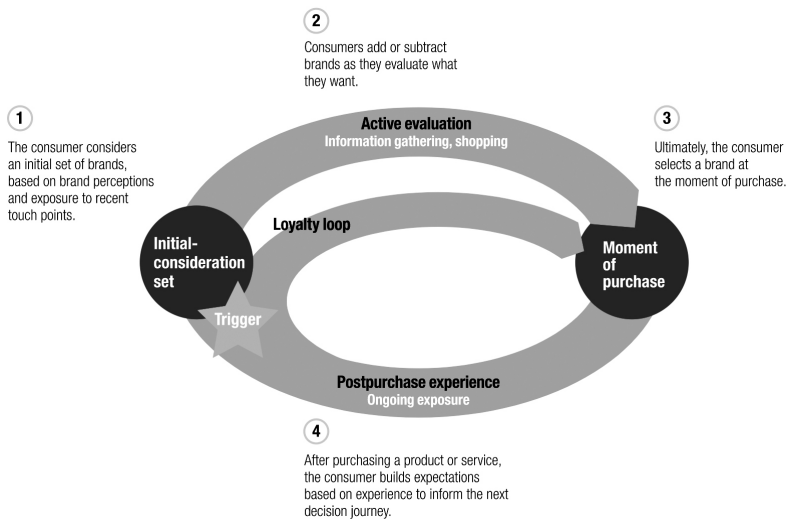 2
Consumers add or subtract
brands as they evaluate what
they want.
1
The consumer considers
an initial set of brands,
based on brand perceptions
and exposure to recent
touch points.
3
Ultimately, the consumer
selects a brand at
the moment of purchase.
Active evaluation
Information gathering, shopping
Loyalty loop
Initial-
consideration
set
Moment
of
purchase
Trigger
Postpurchase experience
Ongoing exposure
4
After purchasing a product or service,
the consumer builds expectations
based on experience to inform the next
decision journey.